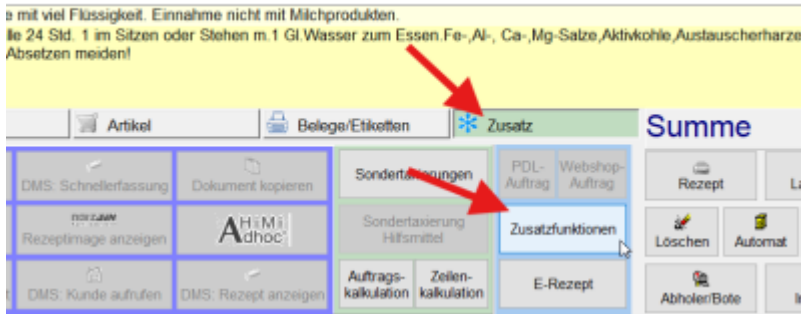 e mit viel Flüssigkeit. Einnahme nicht mit Milchprodukten.
lle 24 Std. 1 im Sitzen oder Stehen m.1 Gl.Wasser zum Essen.Fe-,Al-, Ca-,Mg-Salze,Aktivkohle,Austauscherharze
Absetzen meiden!
Artikel
Belege/Etiketten
Zusatz
Summe
DMS: Schnellerfassung
Dokument kopieren
Sondertaxierungen
PDL-Auftrag
Webshop-Auftrag
Rezept
La
Rezeptimage anzeigen
AHiMi
dhoc
Sondertaxierung
Hilfsmittel
Zusatzfunktionen
Löschen
Automat
DMS: Kunde aufrufen
DMS: Rezept anzeigen
Auftrags-
kalkulation
Zeilen-
kalkulation
E-Rezept
Abholer/Bote